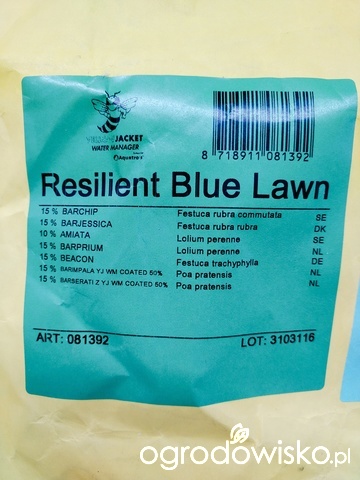 YELLOW JACKET
WATER MANAGER
Aquatrols
8 718911 081392
Resilient Blue Lawn
15 % BARCHIP Festuca rubra commutata SE
15 % BARJESSICA Festuca rubra rubra DK
10 % AMIATA Lolium perenne SE
15 % BARPRIUM Lolium perenne NL
15 % BEACON Festuca trachyphylla DE
15 % BARIMPALA YJ WM COATED 50% Poa pratensis NL
15 % BARSERATI Z YJ WM COATED 50% Poa pratensis NL
ART: 081392 LOT: 3103116
ogrodowisko.pl